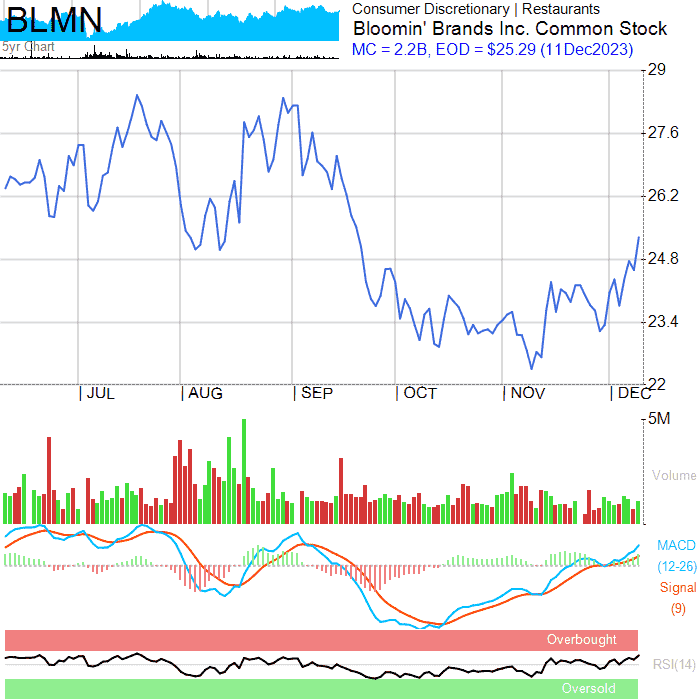 BLMN
5yr Chart
Consumer Discretionary | Restaurants
Bloomin' Brands Inc. Common Stock
MC = 2.2B, EOD = $25.29 (11Dec2023)
29
27.6
26.2
24.8
23.4
22
| JUL | AUG | SEP | OCT | NOV | DEC
5M
Volume
MACD
(12-26)
Signal
(9)
Overbought
RSI(14)
Oversold